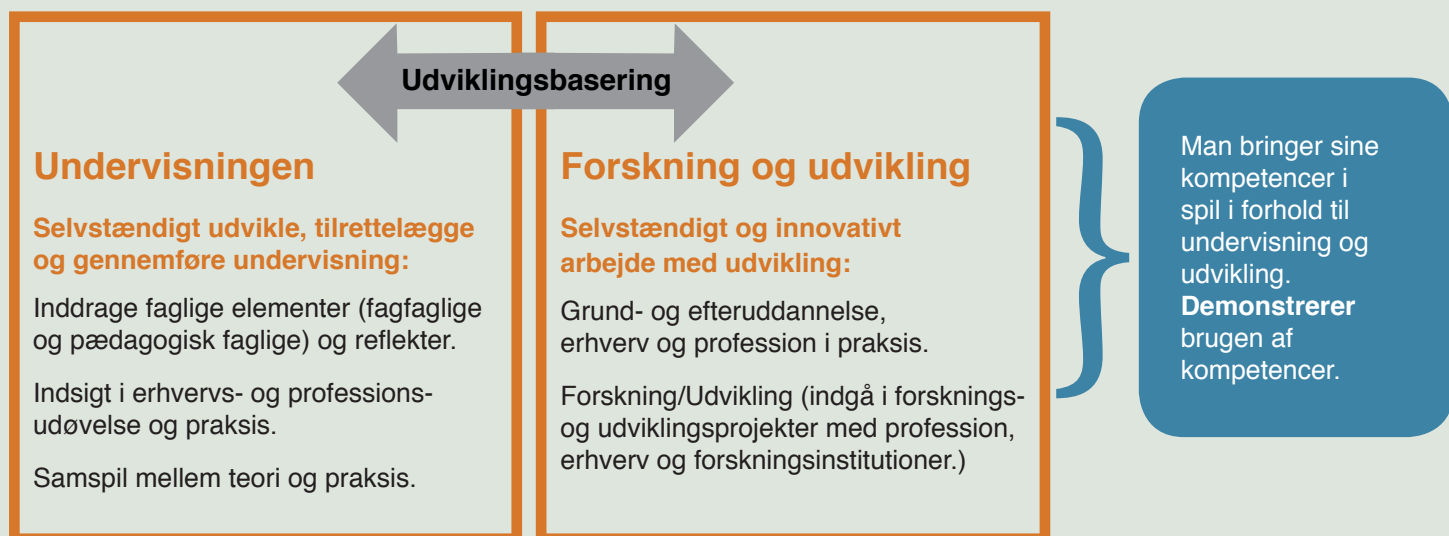 Udviklingsbasering
Undervisningen
Selvstændigt udvikle, tilrettelægge
og gennemføre undervisning:
Inddrage faglige elementer (fagfaglige
og pædagogisk faglige) og reflekter.
Indsigt i erhvervs- og professions-
udøvelse og praksis.
Samspil mellem teori og praksis.
Forskning og udvikling
Selvstændigt og innovativt
arbejde med udvikling:
Grund- og efteruddannelse,
erhverv og profession i praksis.
Forskning/Udvikling (indgå i forsknings-
og udviklingsprojekter med profession,
erhverv og forskningsinstitutioner.)
Man bringer sine
kompetencer i
spil i forhold til
undervisning og
udvikling.
Demonstrerer
brugen af
kompetencer.